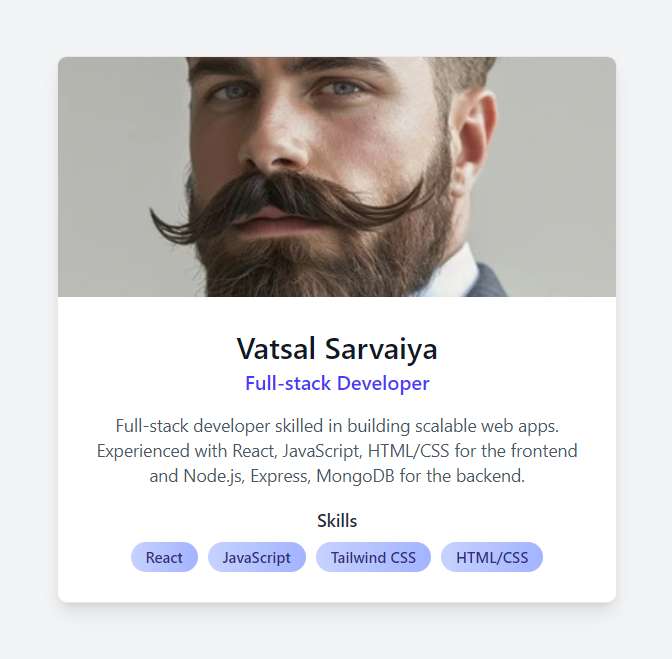 Vatsal Sarvaiya
Full-stack Developer
Full-stack developer skilled in building scalable web apps.
Experienced with React, JavaScript, HTML/CSS for the frontend
and Node.js, Express, MongoDB for the backend.
Skills
React JavaScript Tailwind CSS HTML/CSS